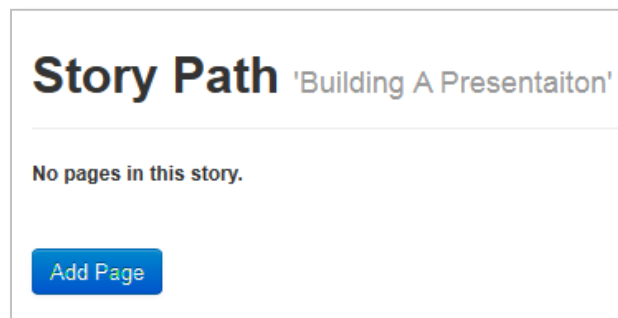 Story Path 'Building A Presentaiton'
No pages in this story.
Add Page